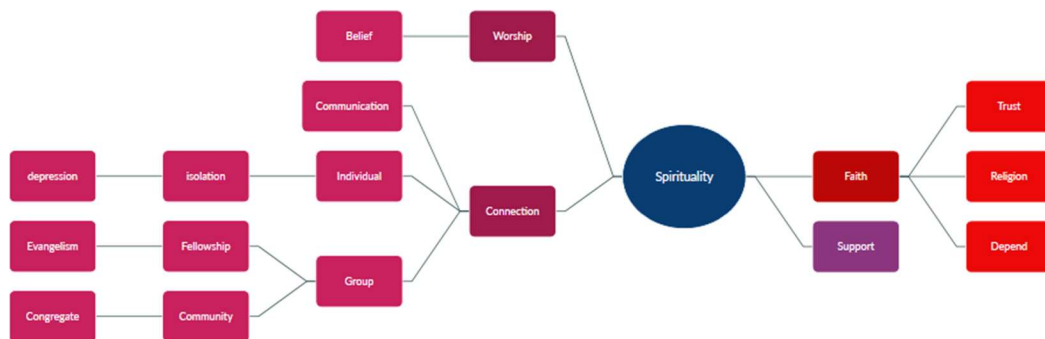 Belief
Worship
Communication
Trust
depression
isolation
Individual
Spirituality
Faith
Religion
Connection
Evangelism
Fellowship
Support
Depend
Group
Congregate
Community